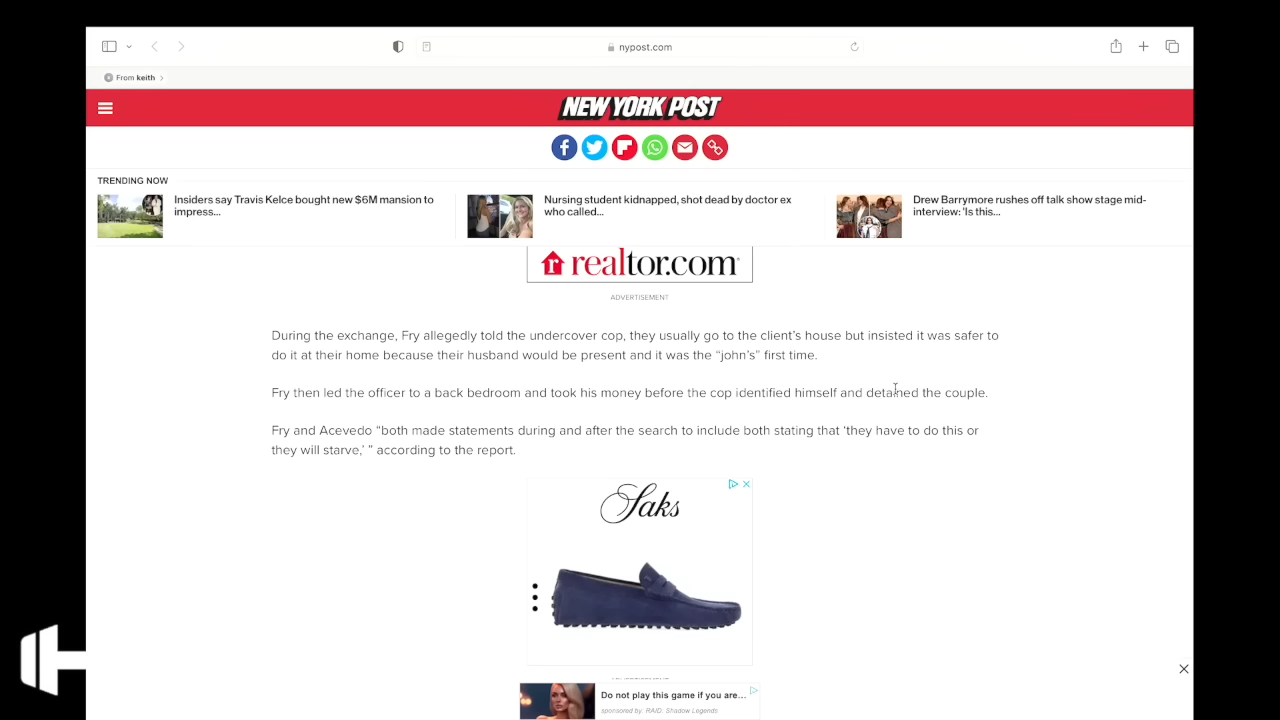 nypost.com
From keith
NEW YORK POST
TRENDING NOW
Insiders say Travis Kelce bought new $6M mansion to
impress...
Nursing student kidnapped, shot dead by doctor ex
who called...
Drew Barrymore rushes off talk show stage mid-
interview: 'Is this...
realtor.com
ADVERTISEMENT
During the exchange, Fry allegedly told the undercover cop, they usually go to the client's house but insisted it was safer to
do it at their home because their husband would be present and it was the “john's” first time.
Fry then led the officer to a back bedroom and took his money before the cop identified himself and detained the couple.
Fry and Acevedo “both made statements during and after the search to include both stating that ‘they have to do this or
they will starve,’ ” according to the report.
Saks
Do not play this game if you are...
sponsored by: RAID: Shadow Legends